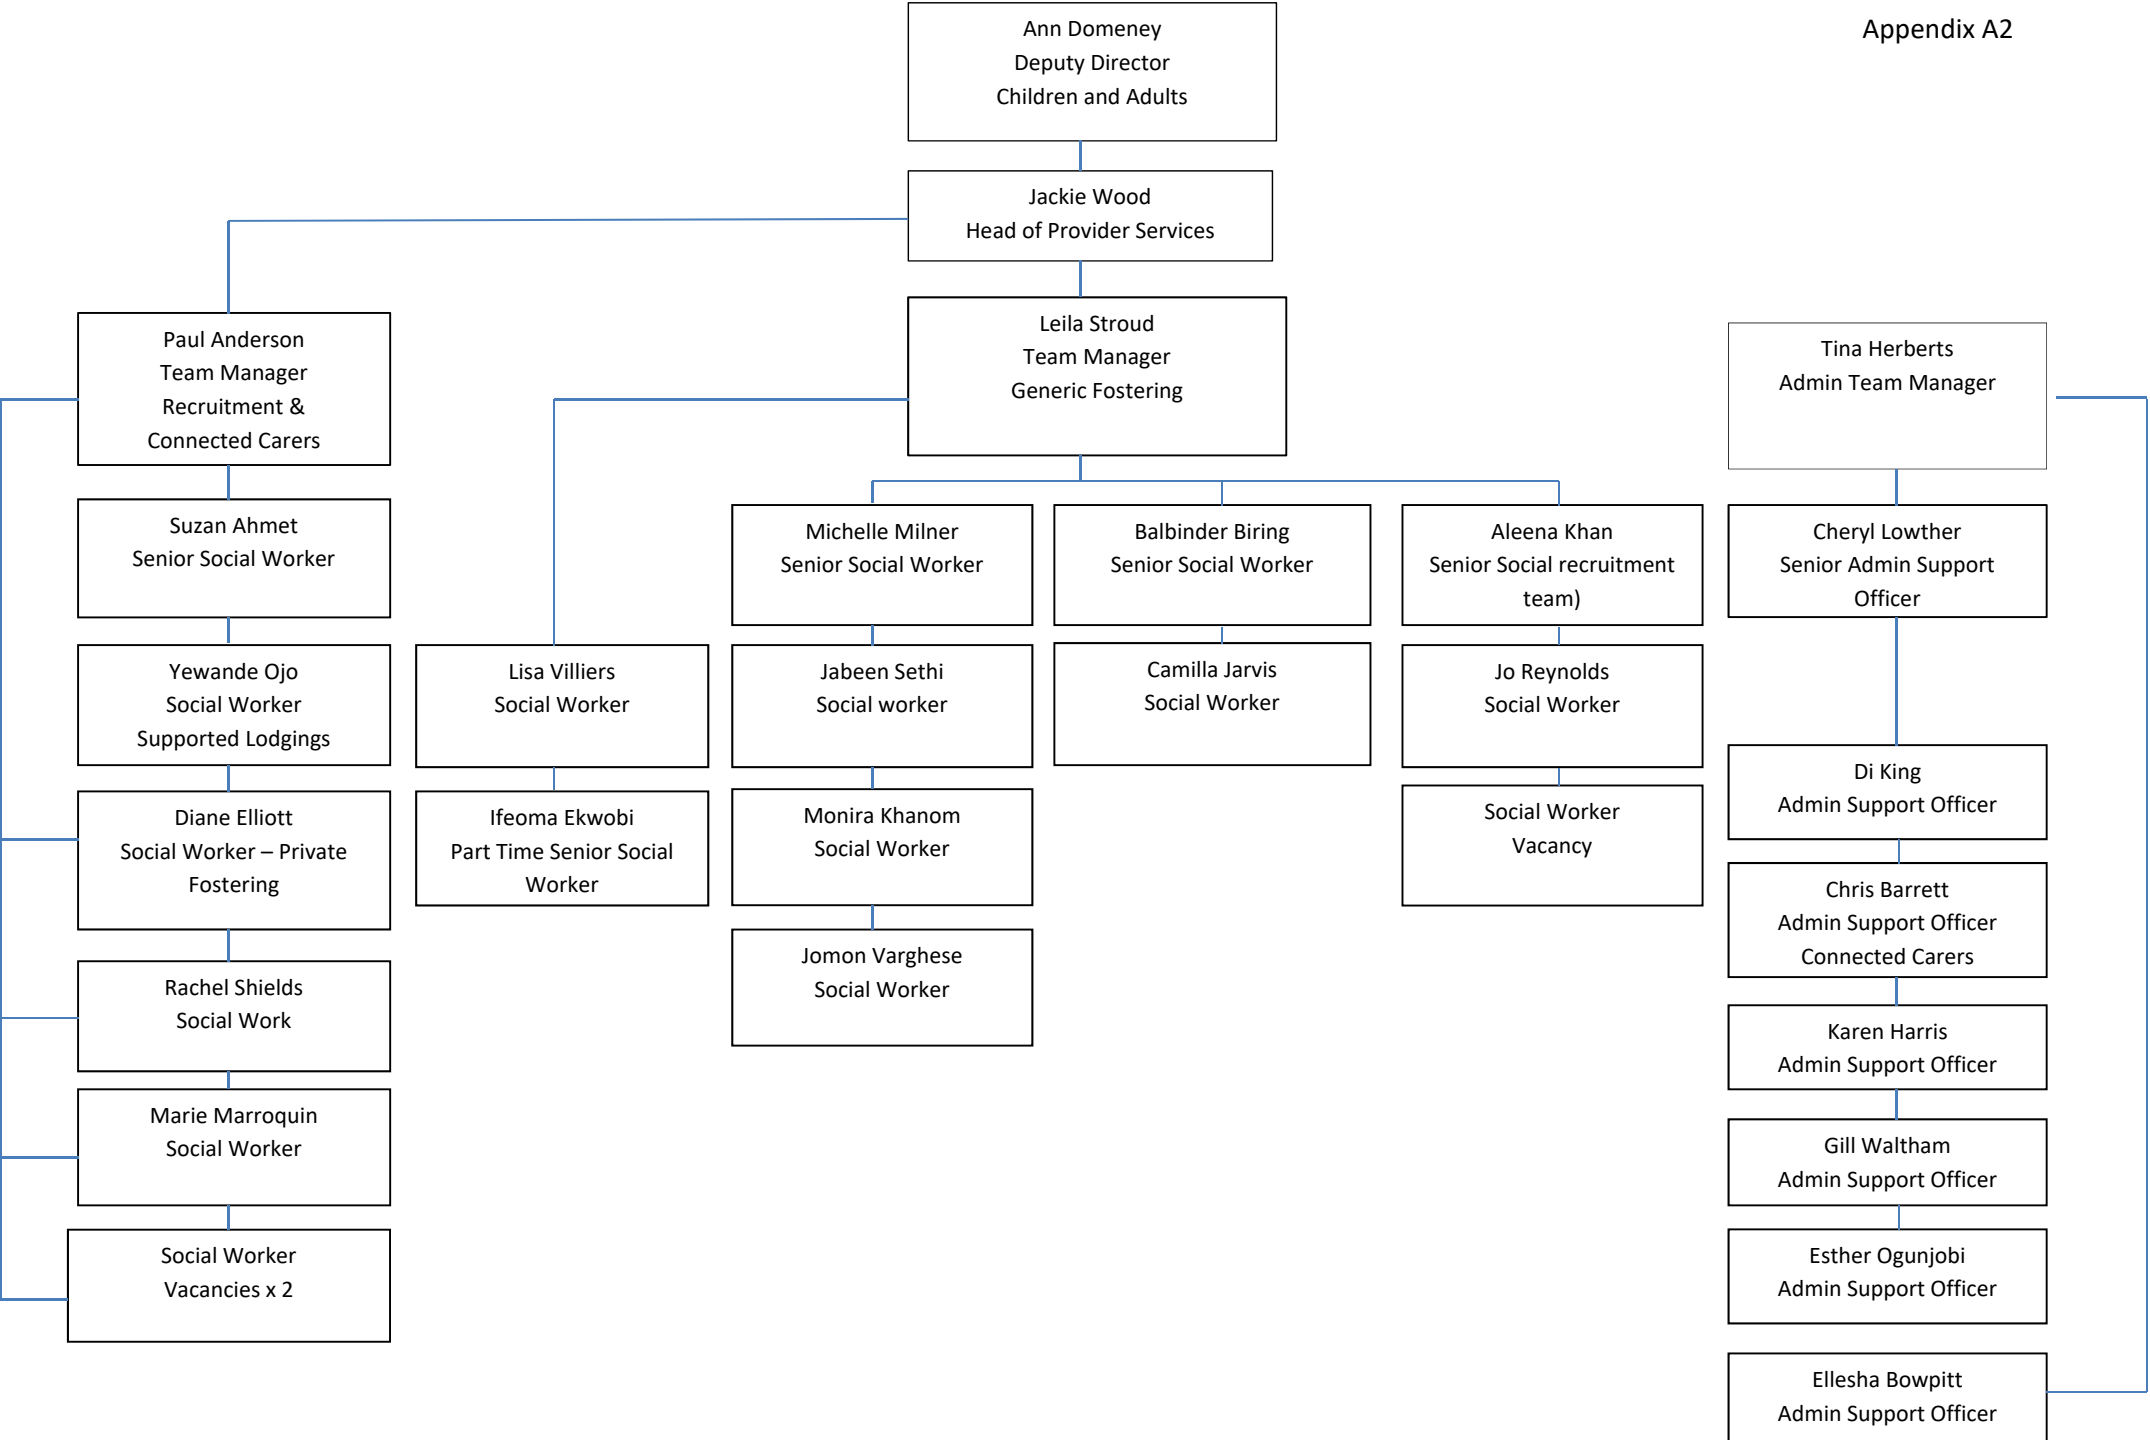 Appendix A2
Ann Domeney
Deputy Director
Children and Adults
Jackie Wood
Head of Provider Services
Paul Anderson
Team Manager
Recruitment &
Connected Carers
Leila Stroud
Team Manager
Generic Fostering
Tina Herberts
Admin Team Manager
Suzan Ahmet
Senior Social Worker
Michelle Milner
Senior Social Worker
Balbinder Biring
Senior Social Worker
Aleena Khan
Senior Social recruitment
team)
Cheryl Lowther
Senior Admin Support
Officer
Yewande Ojo
Social Worker
Supported Lodgings
Lisa Villiers
Social Worker
Jabeen Sethi
Social worker
Camilla Jarvis
Social Worker
Jo Reynolds
Social Worker
Di King
Admin Support Officer
Diane Elliott
Social Worker – Private
Fostering
Ifeoma Ekwobi
Part Time Senior Social
Worker
Monira Khanom
Social Worker
Social Worker
Vacancy
Chris Barrett
Admin Support Officer
Connected Carers
Rachel Shields
Social Work
Jomon Varghese
Social Worker
Karen Harris
Admin Support Officer
Marie Marroquin
Social Worker
Gill Waltham
Admin Support Officer
Social Worker
Vacancies x 2
Esther Ogunjobi
Admin Support Officer
Ellesha Bowpitt
Admin Support Officer